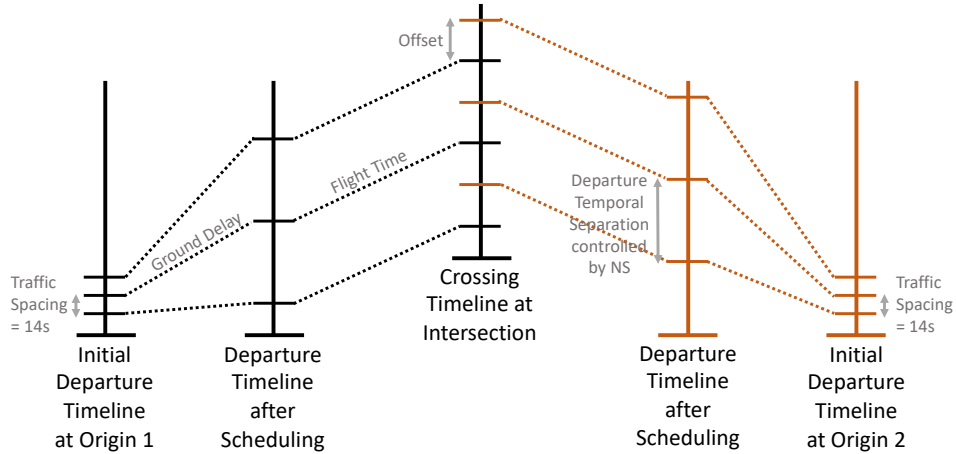 Offset
Flight Time
Ground Delay
Departure
Temporal
Separation
controlled
by NS
Traffic
Spacing
= 14s
Traffic
Spacing
= 14s
Crossing
Timeline at
Intersection
Initial
Departure
Timeline
at Origin 1
Departure
Timeline
after
Scheduling
Departure
Timeline
after
Scheduling
Initial
Departure
Timeline
at Origin 2